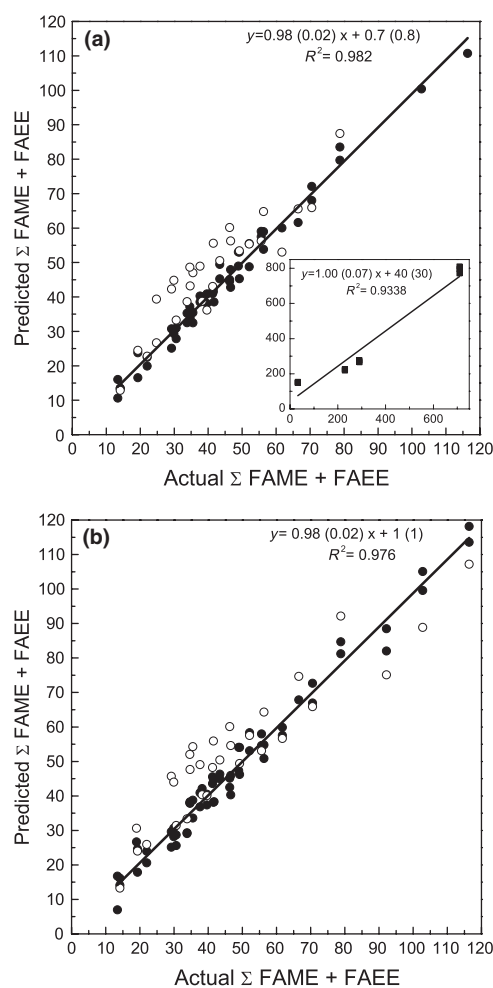 (a)
y=0.98 (0.02) x + 0.7 (0.8)
R²= 0.982
Predicted Σ FAME + FAEE
120
110
100
90
80
70
60
50
40
30
20
10
0
y=1.00 (0.07) x + 40 (30)
R²= 0.9338
800
600
400
200
0
0 200 400 600
0 10 20 30 40 50 60 70 80 90 100 110 120
Actual Σ FAME + FAEE
(b)
y= 0.98 (0.02) x + 1 (1)
R²= 0.976
Predicted Σ FAME + FAEE
120
110
100
90
80
70
60
50
40
30
20
10
0
0 10 20 30 40 50 60 70 80 90 100 110 120
Actual Σ FAME + FAEE